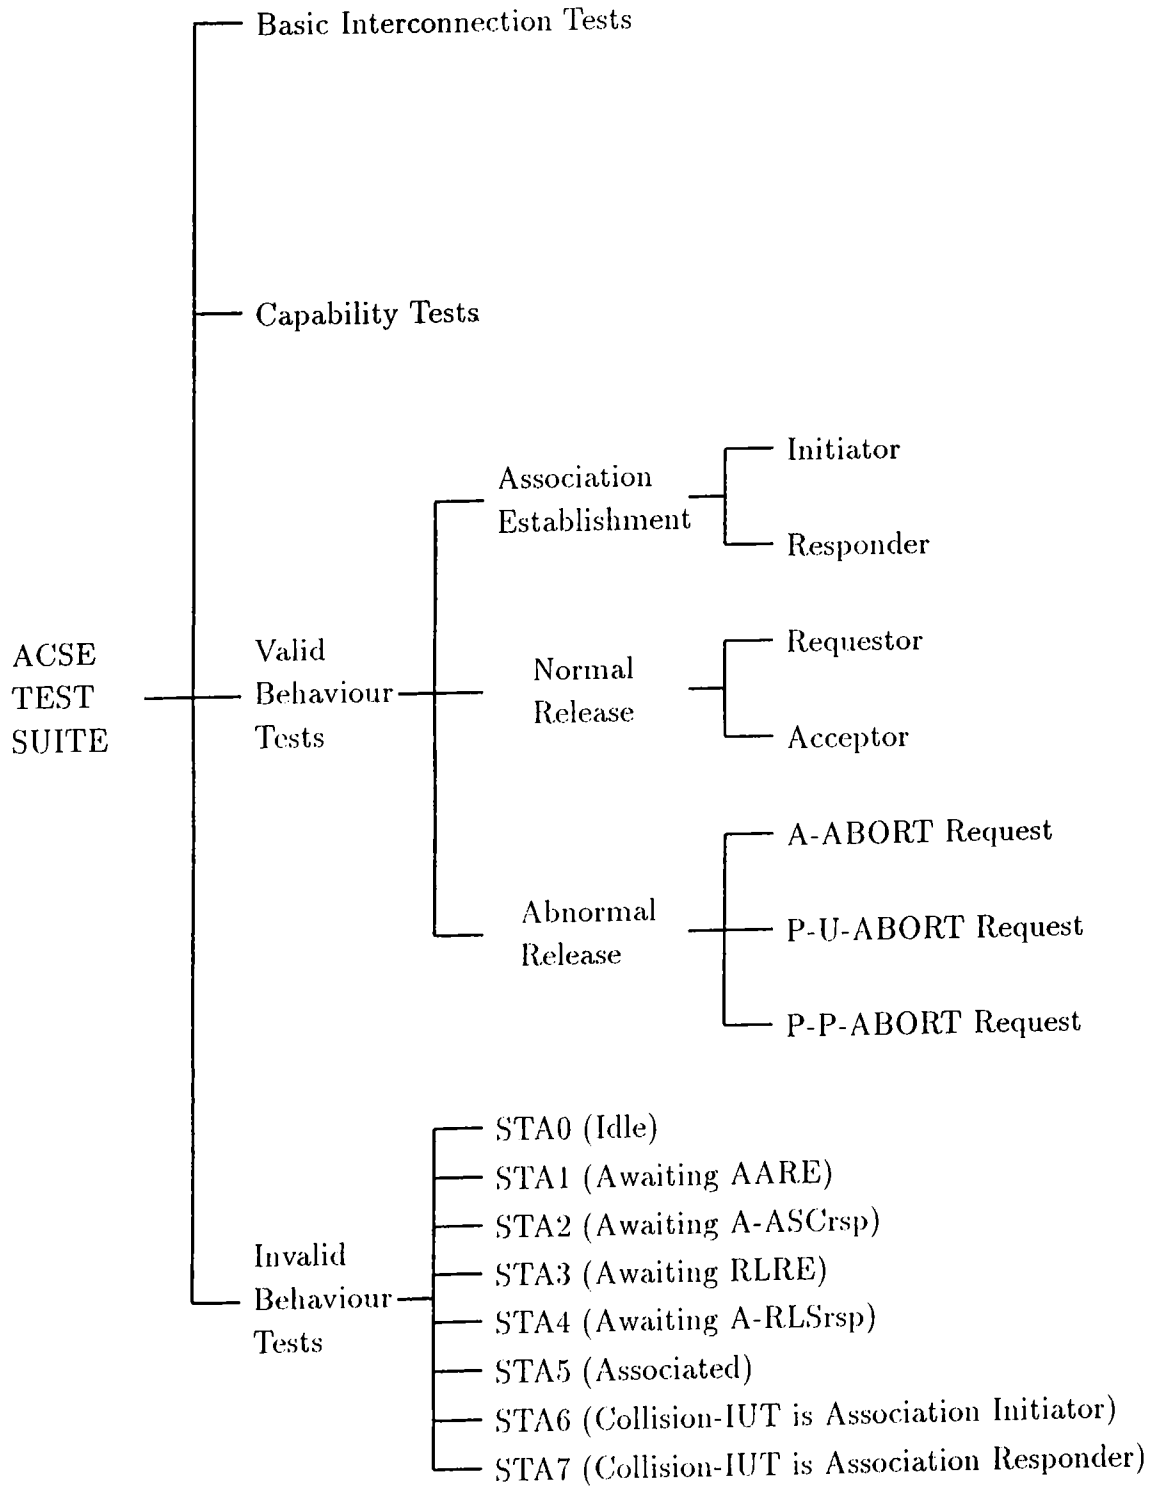 Basic Interconnection Tests
Capability Tests
ACSE
TEST
SUITE
Valid
Behaviour
Tests
Association
Establishment
Initiator
Responder
Normal
Release
Requestor
Acceptor
Abnormal
Release
A-ABORT Request
P-U-ABORT Request
P-P-ABORT Request
Invalid
Behaviour
Tests
STA0 (Idle)
STA1 (Awaiting AARE)
STA2 (Awaiting A-ASCrsp)
STA3 (Awaiting RLRE)
STA4 (Awaiting A-RLSrsp)
STA5 (Associated)
STA6 (Collision-IUT is Association Initiator)
STA7 (Collision-IUT is Association Responder)